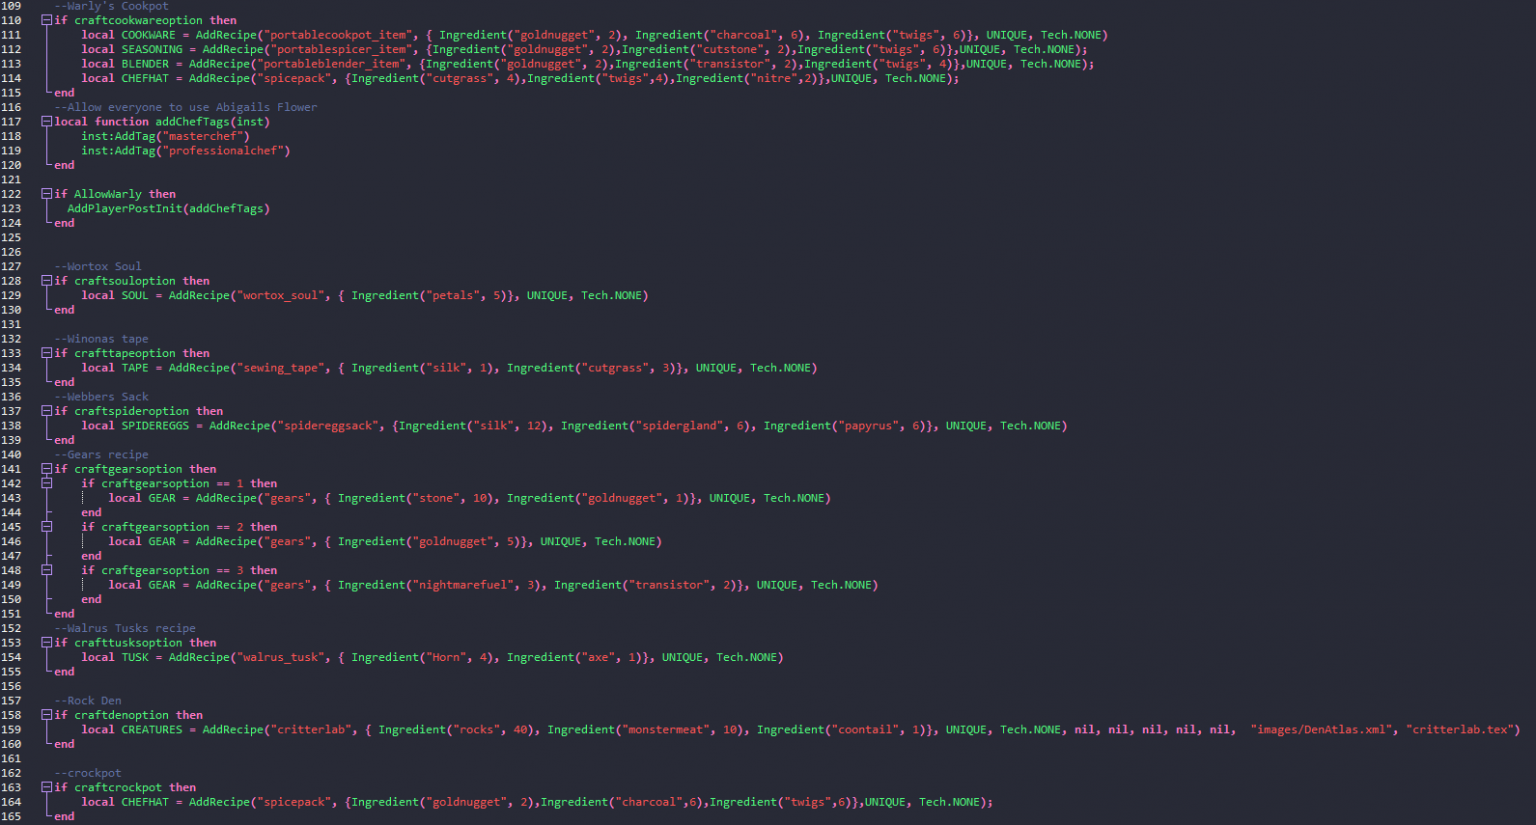 109 --Warly's Cookpot
110 if craftcookwareoption then
111 local COOKWARE = AddRecipe("portablecookpot_item", { Ingredient("goldnugget", 2), Ingredient("charcoal", 6), Ingredient("twigs", 6)}, UNIQUE, Tech.NONE)
112 local SEASONING = AddRecipe("portablespicer_item", {Ingredient("goldnugget", 2),Ingredient("cutstone", 2),Ingredient("twigs", 6)},UNIQUE, Tech.NONE);
113 local BLENDER = AddRecipe("portableblender_item", {Ingredient("goldnugget", 2),Ingredient("transistor", 2),Ingredient("twigs", 4)},UNIQUE, Tech.NONE);
114 local CHEFHAT = AddRecipe("spicepack", {Ingredient("cutgrass", 4),Ingredient("twigs",4),Ingredient("nitre",2)},UNIQUE, Tech.NONE);
115 end
116 --Allow everyone to use Abigails Flower
117 local function addChefTags(inst)
118 inst:AddTag("masterchef")
119 inst:AddTag("professionalchef")
120 end
121
122 if AllowWarly then
123 AddPlayerPostInit(addChefTags)
124 end
125
126
127 --Wortox Soul
128 if craftsouloption then
129 local SOUL = AddRecipe("wortox_soul", { Ingredient("petals", 5)}, UNIQUE, Tech.NONE)
130 end
131
132 --Winonas tape
133 if crafttapeoption then
134 local TAPE = AddRecipe("sewing_tape", { Ingredient("silk", 1), Ingredient("cutgrass", 3)}, UNIQUE, Tech.NONE)
135 end
136 --Webbers Sack
137 if craftspideroption then
138 local SPIDEREGGS = AddRecipe("spidereggsack", {Ingredient("silk", 12), Ingredient("spidergland", 6), Ingredient("papyrus", 6)}, UNIQUE, Tech.NONE)
139 end
140 --Gears recipe
141 if craftgearsoption then
142 if craftgearsoption == 1 then
143 local GEAR = AddRecipe("gears", { Ingredient("stone", 10), Ingredient("goldnugget", 1)}, UNIQUE, Tech.NONE)
144 end
145 if craftgearsoption == 2 then
146 local GEAR = AddRecipe("gears", { Ingredient("goldnugget", 5)}, UNIQUE, Tech.NONE)
147 end
148 if craftgearsoption == 3 then
149 local GEAR = AddRecipe("gears", { Ingredient("nightmarefuel", 3), Ingredient("transistor", 2)}, UNIQUE, Tech.NONE)
150 end
151 end
152 --Walrus Tusks recipe
153 if crafttusksoption then
154 local TUSK = AddRecipe("walrus_tusk", { Ingredient("Horn", 4), Ingredient("axe", 1)}, UNIQUE, Tech.NONE)
155 end
156
157 --Rock Den
158 if craftdenoption then
159 local CREATURES = AddRecipe("critterlab", { Ingredient("rocks", 40), Ingredient("monstermeat", 10), Ingredient("coontail", 1)}, UNIQUE, Tech.NONE, nil, nil, nil, nil, nil, "images/DenAtlas.xml", "critterlab.tex")
160 end
161
162 --crockpot
163 if craftcrockpot then
164 local CHEFHAT = AddRecipe("spicepack", {Ingredient("goldnugget", 2),Ingredient("charcoal",6),Ingredient("twigs",6)},UNIQUE, Tech.NONE);
165 end